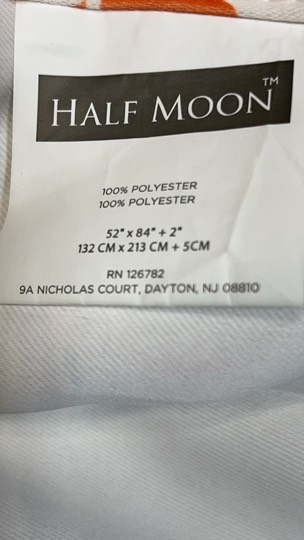 HALF MOON™
100% POLYESTER
100% POLYESTER
52" x 84" + 2"
132 CM x 213 CM + 5CM
RN 126782
9A NICHOLAS COURT, DAYTON, NJ 08810